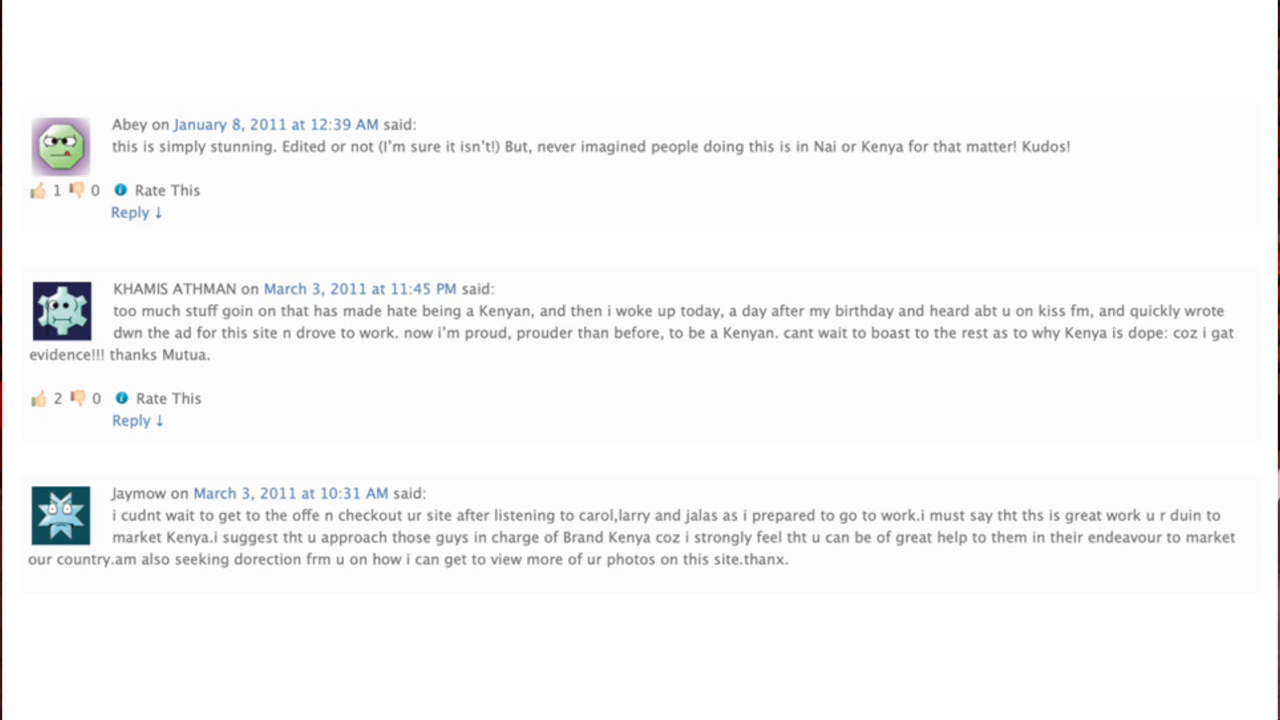 Abey on January 8, 2011 at 12:39 AM said:
this is simply stunning. Edited or not (I'm sure it isn't!) But, never imagined people doing this is in Nai or Kenya for that matter! Kudos!
1 0 Rate This
Reply ↓
KHAMIS ATHMAN on March 3, 2011 at 11:45 PM said:
too much stuff goin on that has made hate being a Kenyan, and then i woke up today, a day after my birthday and heard abt u on kiss fm, and quickly wrote
dwn the ad for this site n drove to work. now i'm proud, prouder than before, to be a Kenyan. cant wait to boast to the rest as to why Kenya is dope: coz i gat
evidence!!! thanks Mutua.
2 0 Rate This
Reply ↓
Jaymow on March 3, 2011 at 10:31 AM said:
i cudnt wait to get to the offe n checkout ur site after listening to carol,larry and jalas as i prepared to go to work.i must say tht ths is great work u r duin to
market Kenya.i suggest tht u approach those guys in charge of Brand Kenya coz i strongly feel tht u can be of great help to them in their endeavour to market
our country.am also seeking dorection frm u on how i can get to view more of ur photos on this site.thanx.